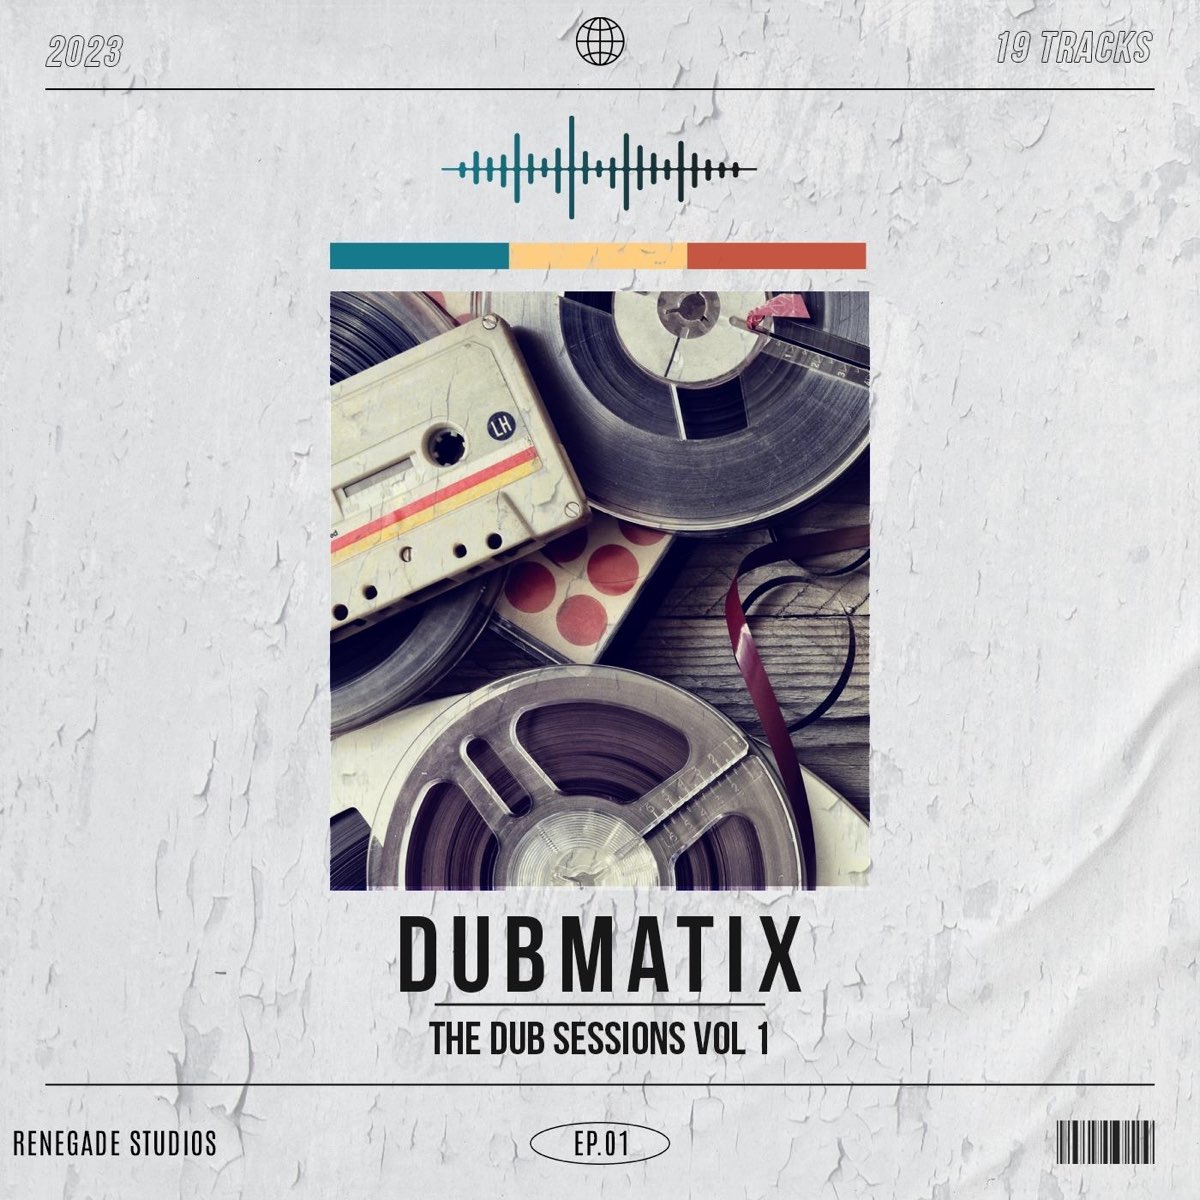 2023
19 TRACKS
LH
DUBMATIX
THE DUB SESSIONS VOL 1
RENEGADE STUDIOS
EP.01